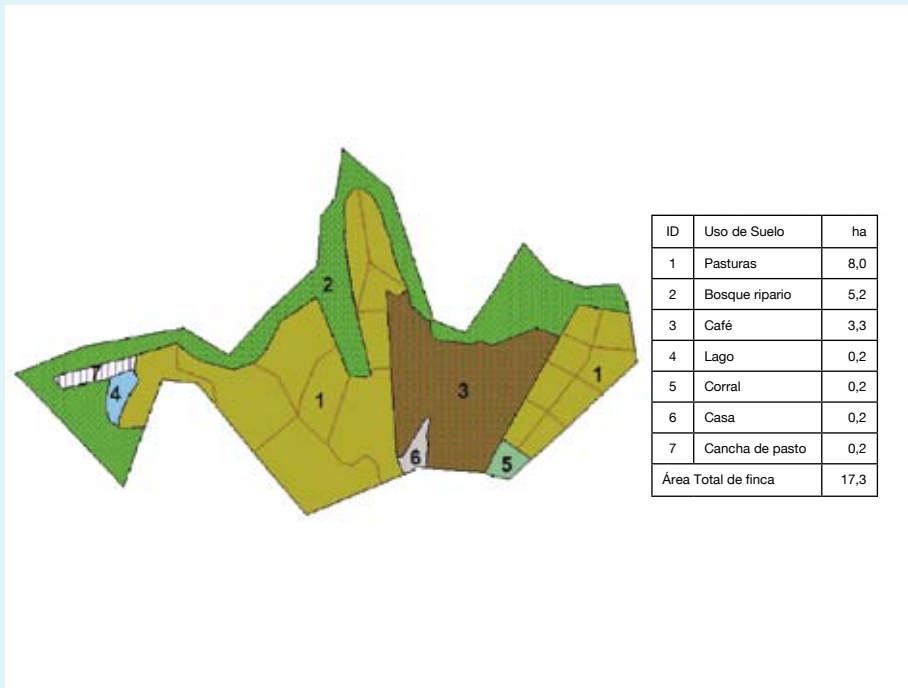 2
7
4
1
3
1
6
5
ID Uso de Suelo ha
1 Pasturas 8,0
2 Bosque ripario 5,2
3 Café 3,3
4 Lago 0,2
5 Corral 0,2
6 Casa 0,2
7 Cancha de pasto 0,2
Área Total de finca 17,3